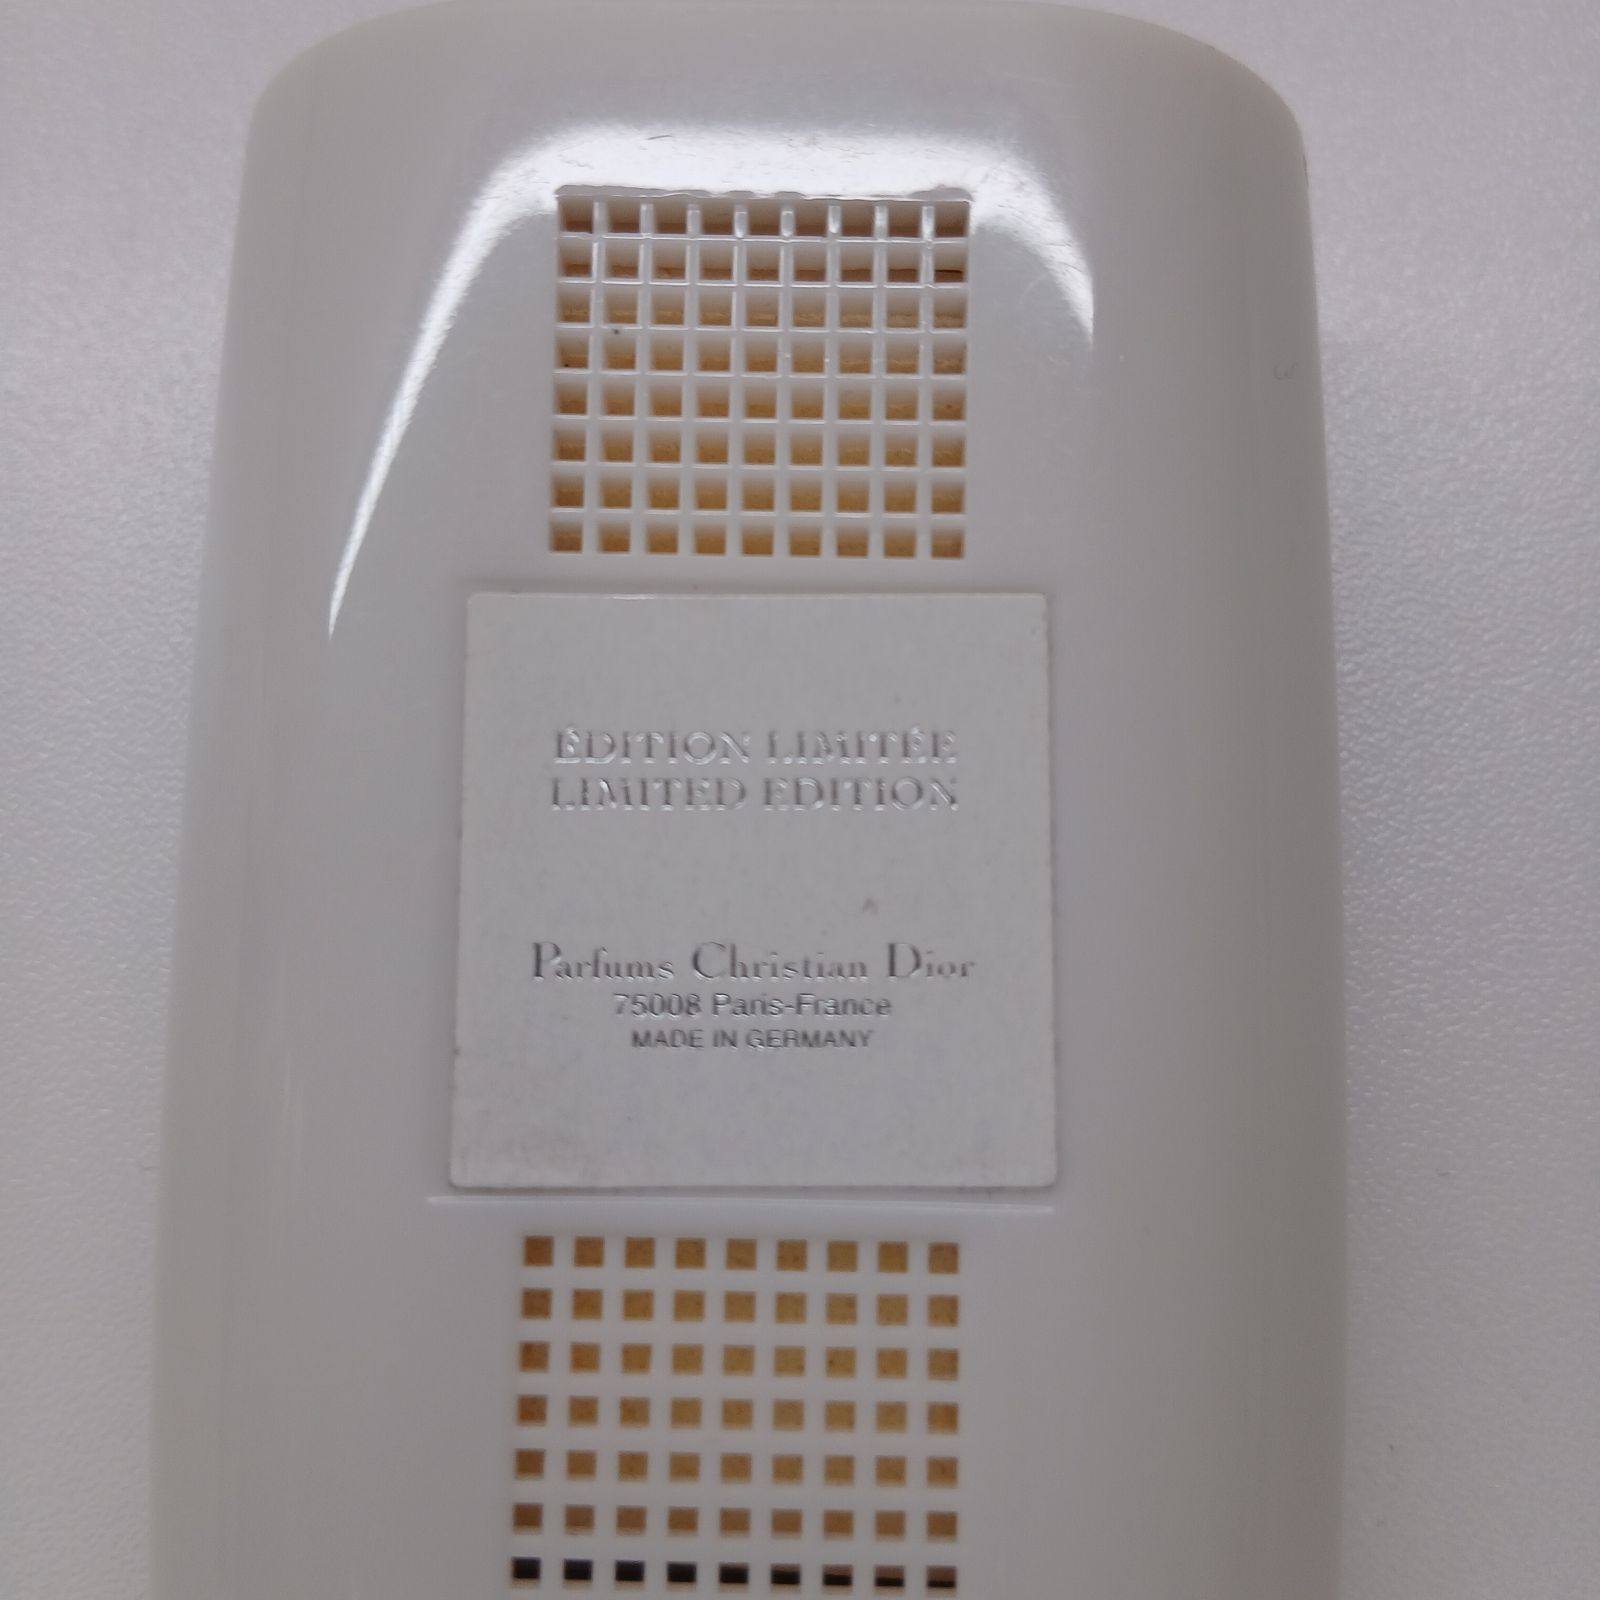 ÉDITION LIMITÉE
LIMITED EDITION
Parfums Christian Dior
75008 Paris-France
MADE IN GERMANY